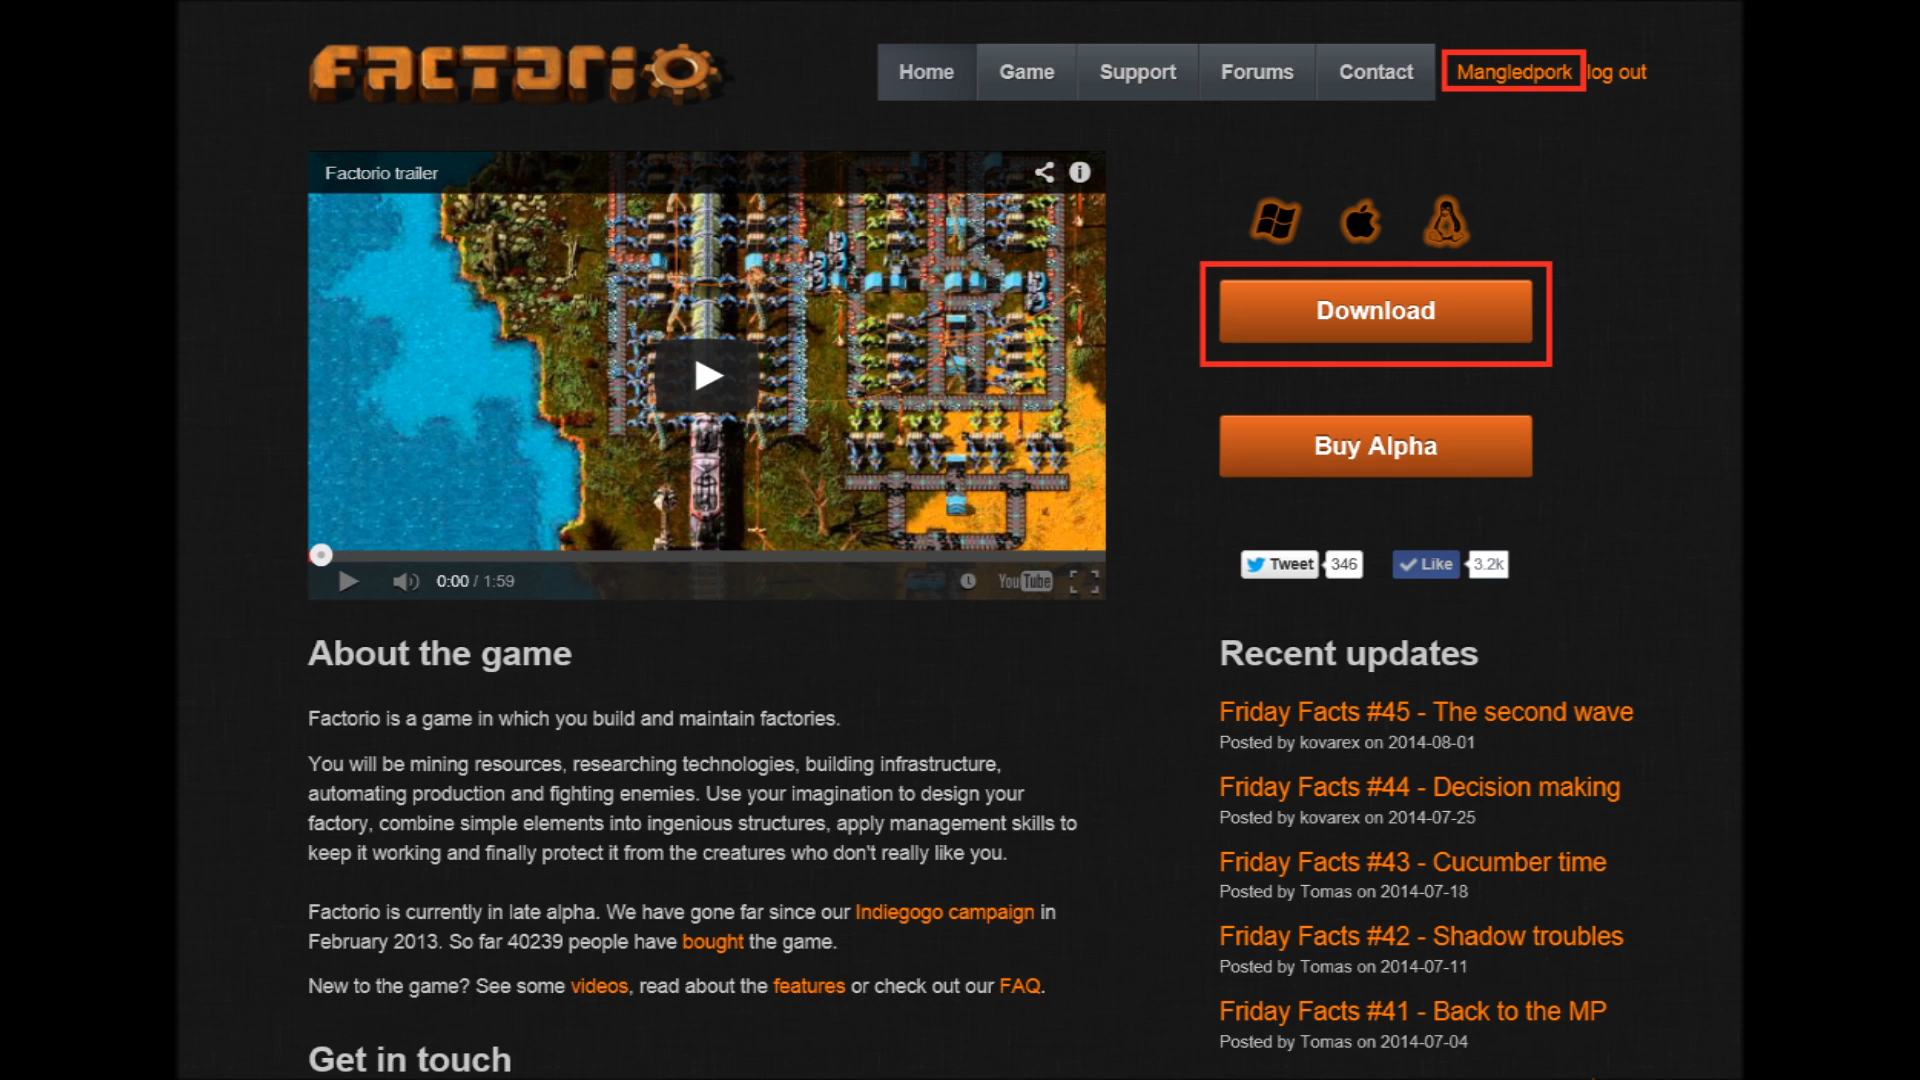 FACTORIO
Home Game Support Forums Contact Mangledpork log out
Factorio trailer
Download
Buy Alpha
0:00 / 1:59
YouTube
Tweet 346 Like 3.2k
About the game
Factorio is a game in which you build and maintain factories.
You will be mining resources, researching technologies, building infrastructure,
automating production and fighting enemies. Use your imagination to design your
factory, combine simple elements into ingenious structures, apply management skills to
keep it working and finally protect it from the creatures who don't really like you.
Factorio is currently in late alpha. We have gone far since our Indiegogo campaign in
February 2013. So far 40239 people have bought the game.
New to the game? See some videos, read about the features or check out our FAQ.
Get in touch
Recent updates
Friday Facts #45 - The second wave
Posted by kovarex on 2014-08-01
Friday Facts #44 - Decision making
Posted by kovarex on 2014-07-25
Friday Facts #43 - Cucumber time
Posted by Tomas on 2014-07-18
Friday Facts #42 - Shadow troubles
Posted by Tomas on 2014-07-11
Friday Facts #41 - Back to the MP
Posted by Tomas on 2014-07-04